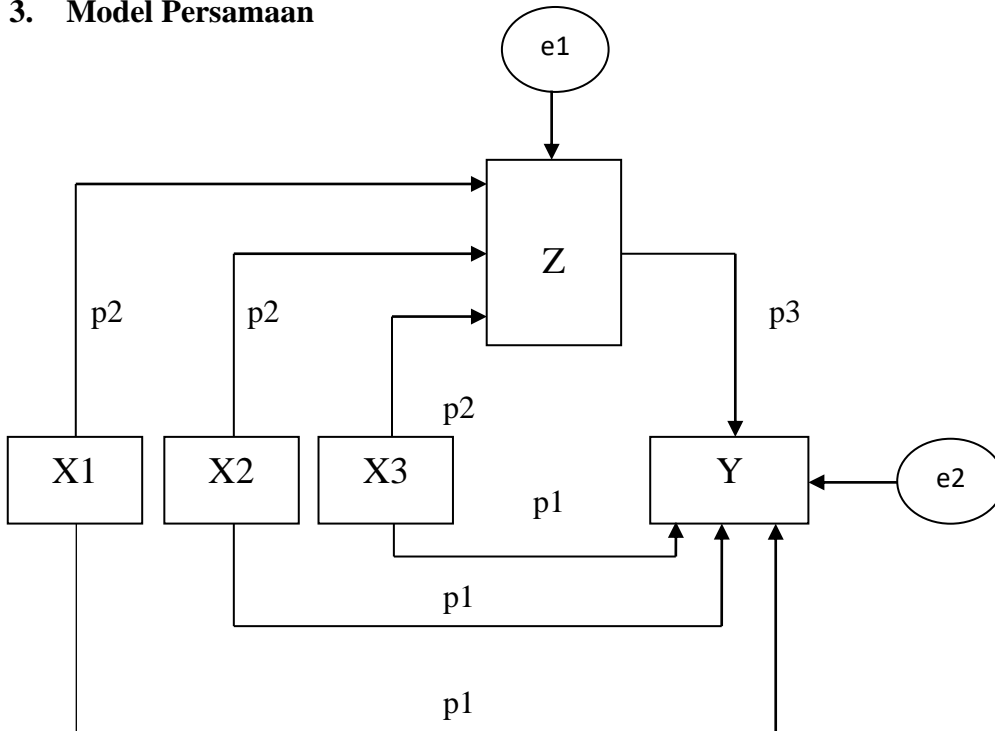 3. Model Persamaan
e1
Z
p2 p2 p3
p2
X1 X2 X3 Y e2
p1
p1
p1